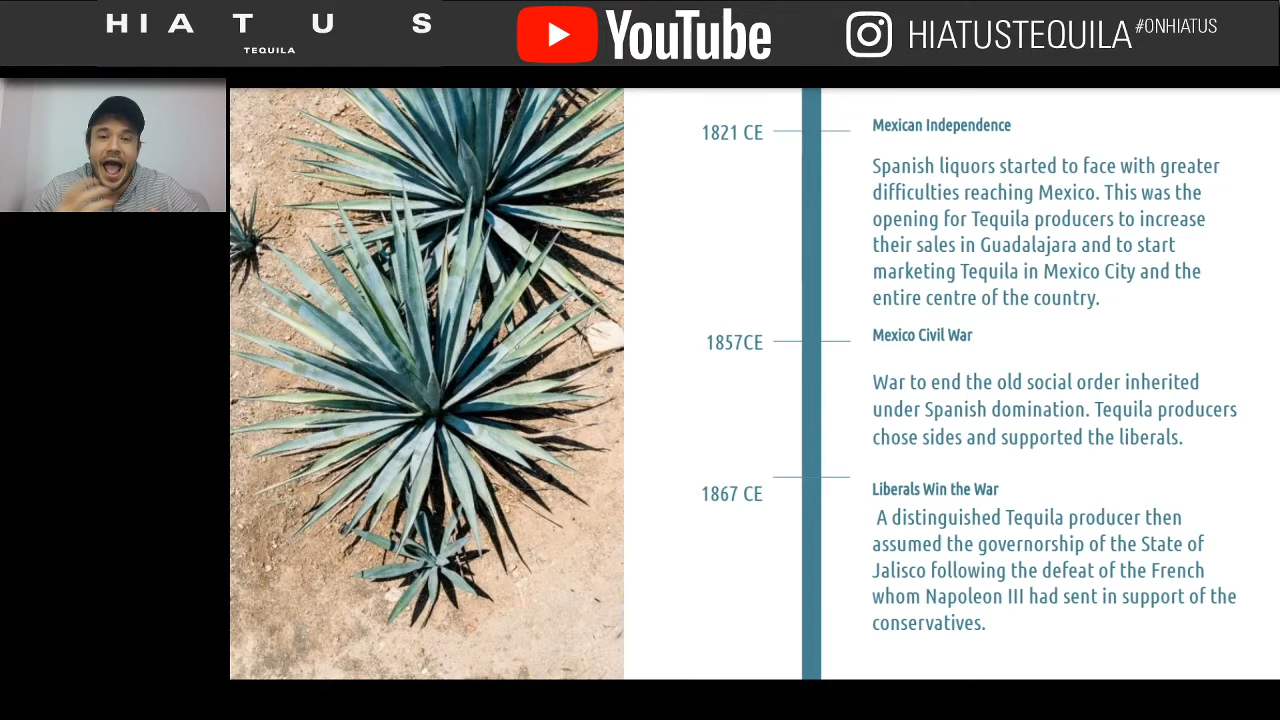 HIATUS
TEQUILA
YouTube
HIATUSTEQUILA #ONHIATUS
1821 CE
Mexican Independence
Spanish liquors started to face with greater
difficulties reaching Mexico. This was the
opening for Tequila producers to increase
their sales in Guadalajara and to start
marketing Tequila in Mexico City and the
entire centre of the country.
1857CE
Mexico Civil War
War to end the old social order inherited
under Spanish domination. Tequila producers
chose sides and supported the liberals.
1867 CE
Liberals Win the War
A distinguished Tequila producer then
assumed the governorship of the State of
Jalisco following the defeat of the French
whom Napoleon III had sent in support of the
conservatives.